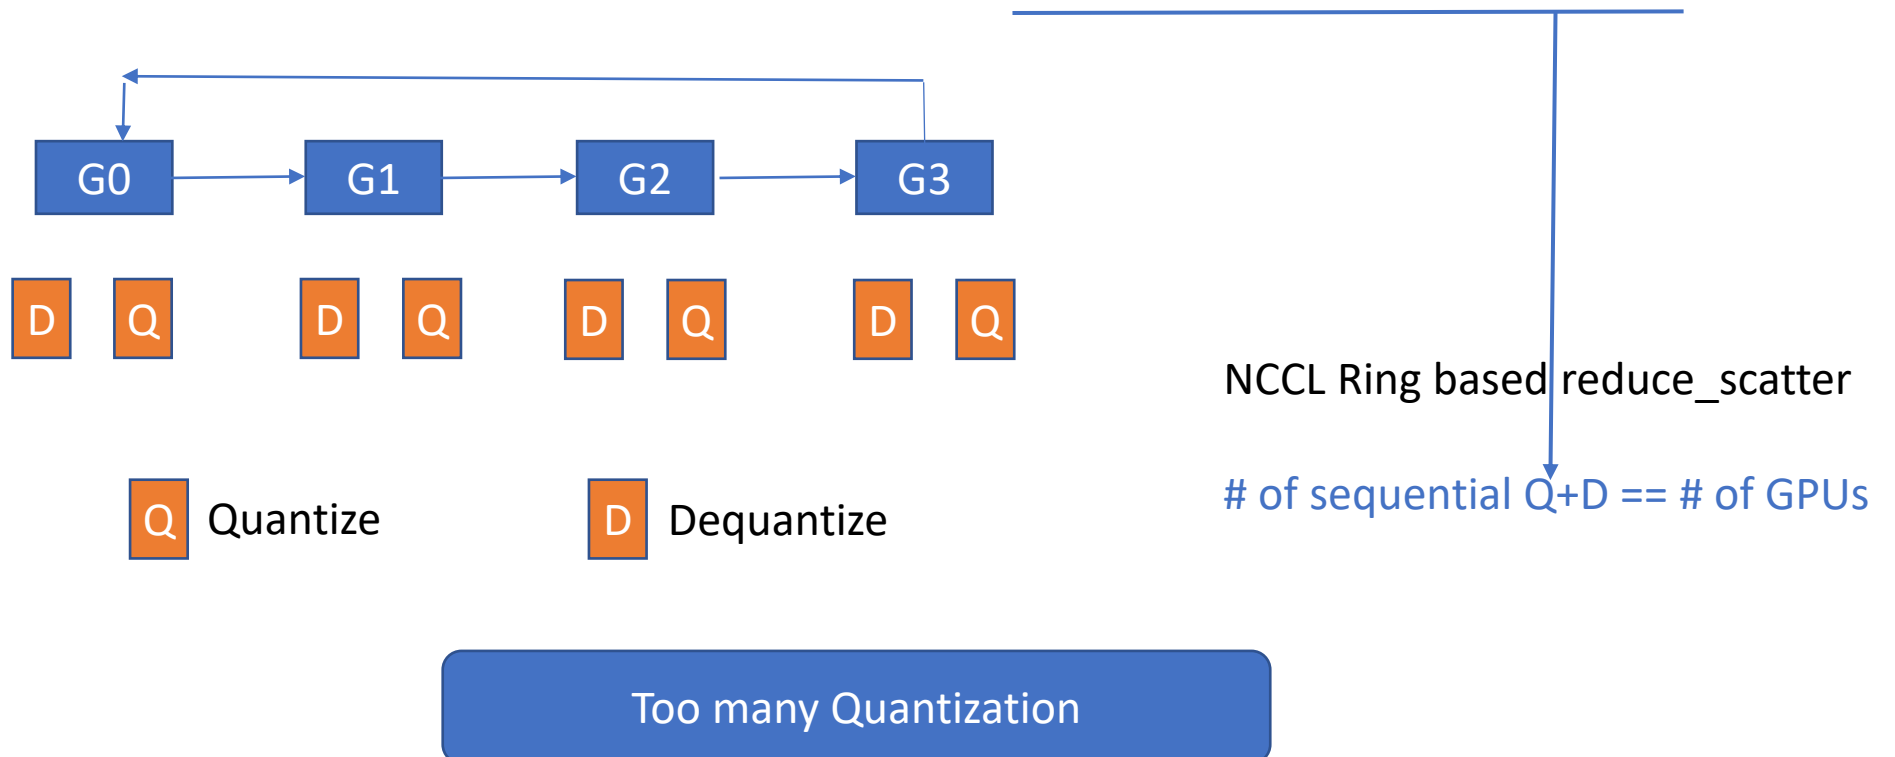 G0
G1
G2
G3
D
Q
D
Q
D
Q
D
Q
NCCL Ring based reduce_scatter
# of sequential Q+D == # of GPUs
Q
Quantize
D
Dequantize
Too many Quantization